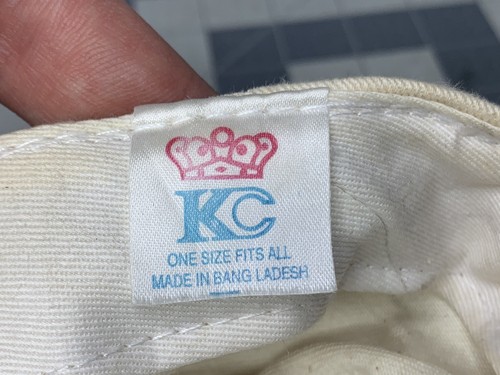 KC
ONE SIZE FITS ALL
MADE IN BANG LADESH